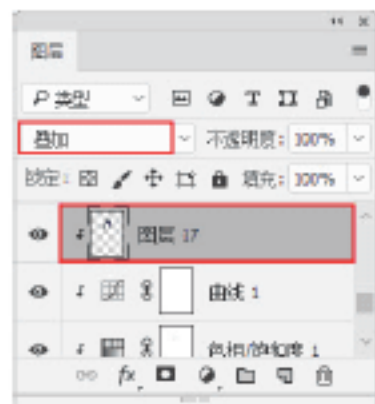 图层
类型
叠加 不透明度: 100%
锁定: 填充: 100%
图层 17
曲线 1
色相/饱和度 1
fx